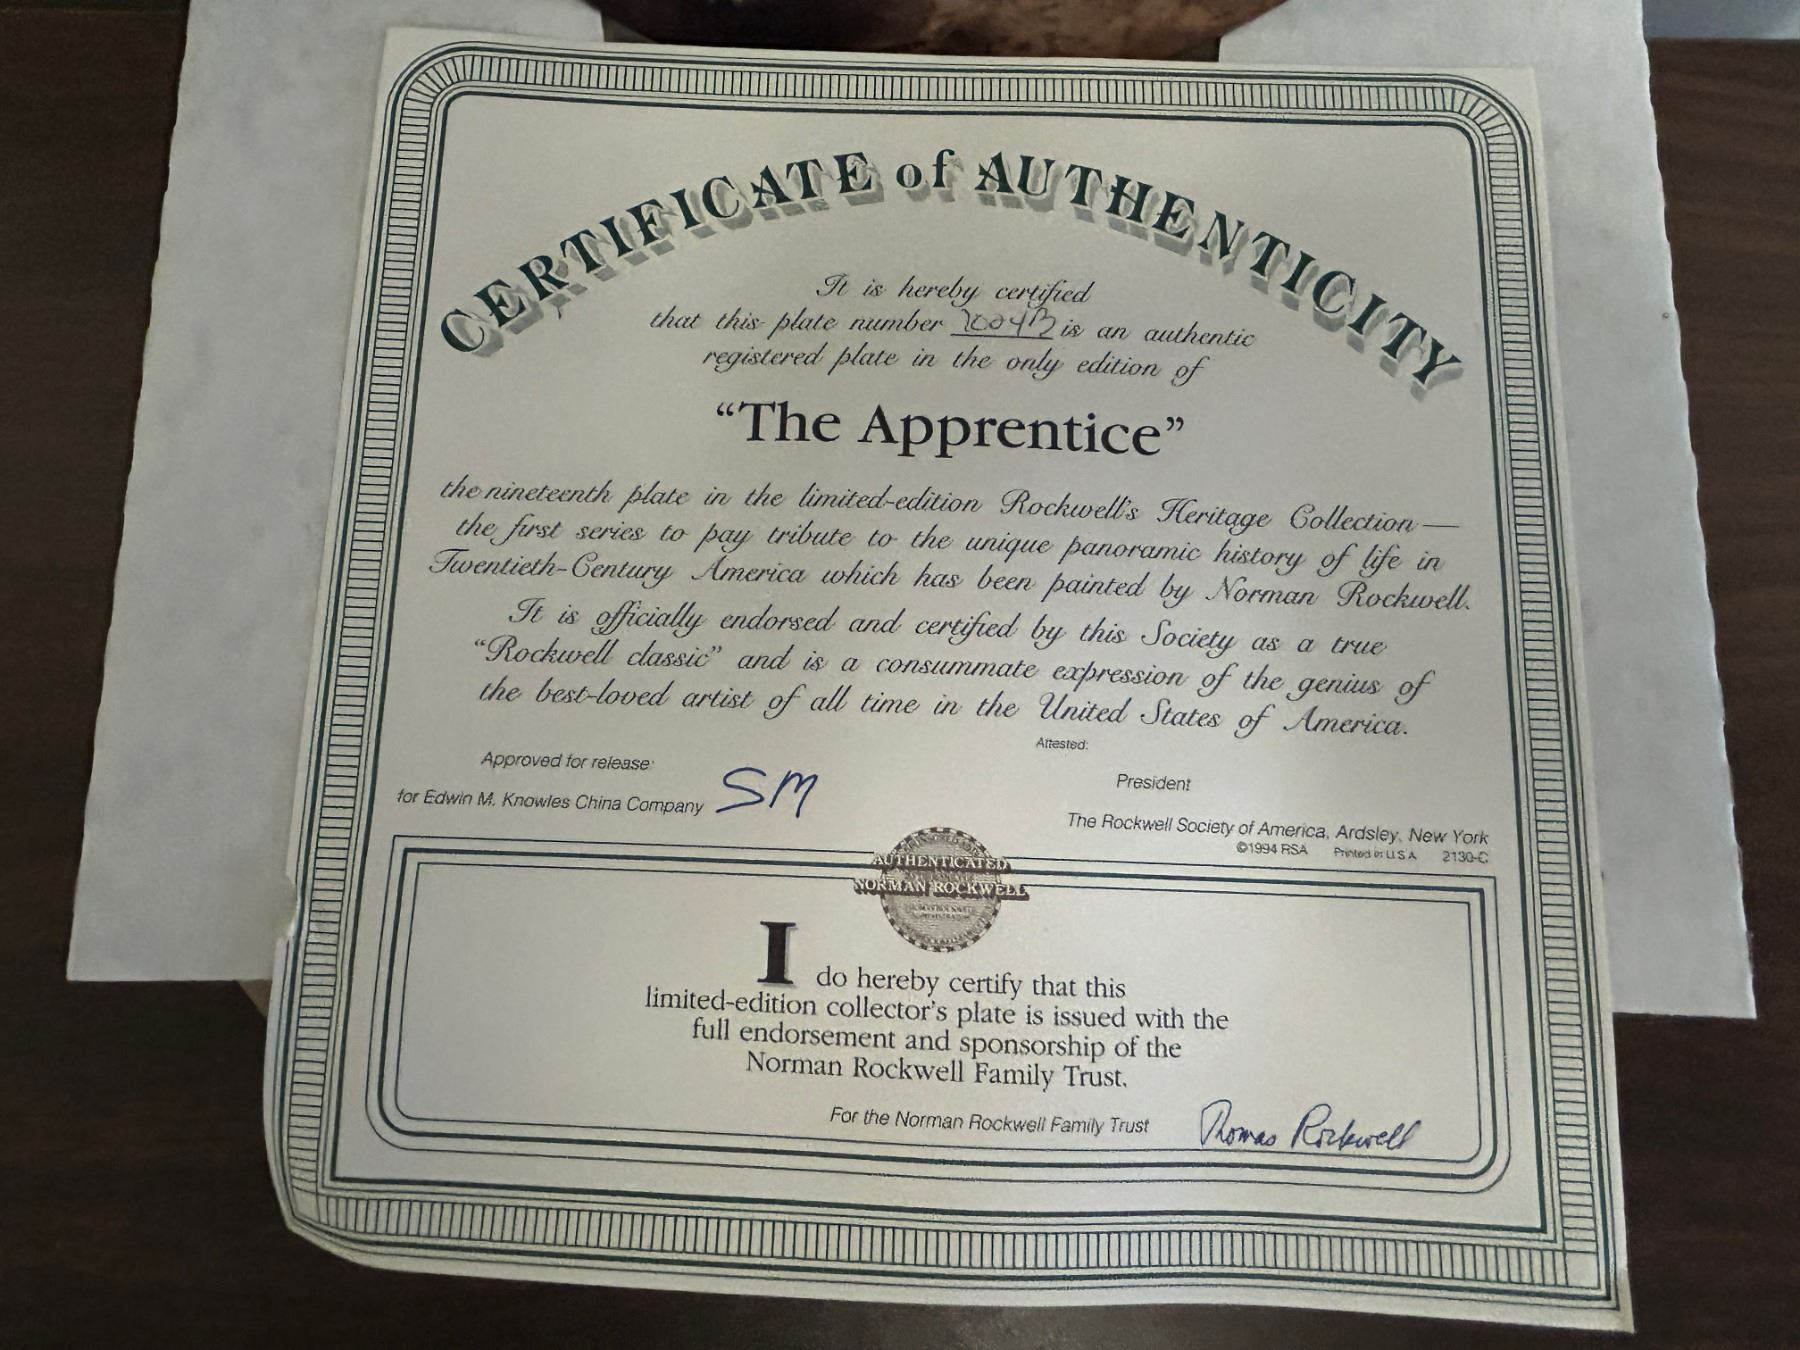 CERTIFICATE of AUTHENTICITY
It is hereby certified
that this plate number is an authentic
registered plate in the only edition of
“The Apprentice”
the nineteenth plate in the limited-edition Rockwell's Heritage Collection —
the first series to pay tribute to the unique panoramic history of life in
Twentieth-Century America which has been painted by Norman Rockwell.
It is officially endorsed and certified by this Society as a true
“Rockwell classic” and is a consummate expression of the genius of
the best-loved artist of all time in the United States of America.
Approved for release:
for Edwin M. Knowles China Company SM
Attested:
President
The Rockwell Society of America, Ardsley, New York
©1994 RSA Printed in U.S.A. 2130-C
AUTHENTICATED
NORMAN ROCKWELL
I do hereby certify that this
limited-edition collector's plate is issued with the
full endorsement and sponsorship of the
Norman Rockwell Family Trust.
For the Norman Rockwell Family Trust Thomas Rockwell